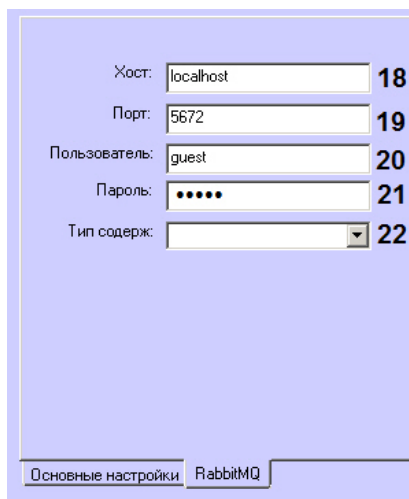 Хост: localhost 18
Порт: 5672 19
Пользователь: guest 20
Пароль: ••••• 21
Тип содерж: 22
Основные настройки RabbitMQ